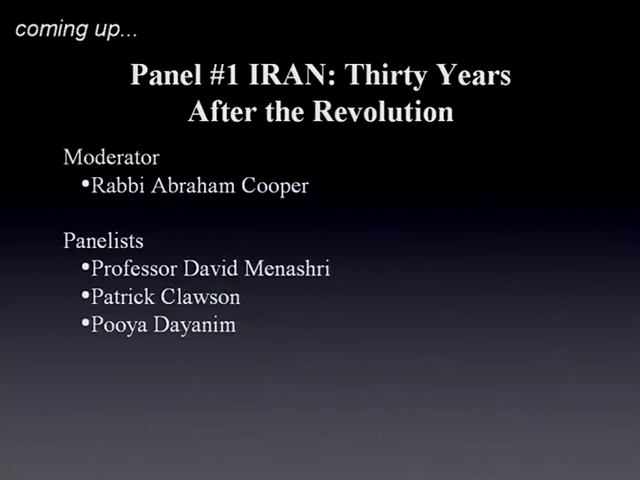 coming up...
Panel #1 IRAN: Thirty Years
After the Revolution
Moderator
•Rabbi Abraham Cooper
Panelists
•Professor David Menashri
•Patrick Clawson
•Pooya Dayanim